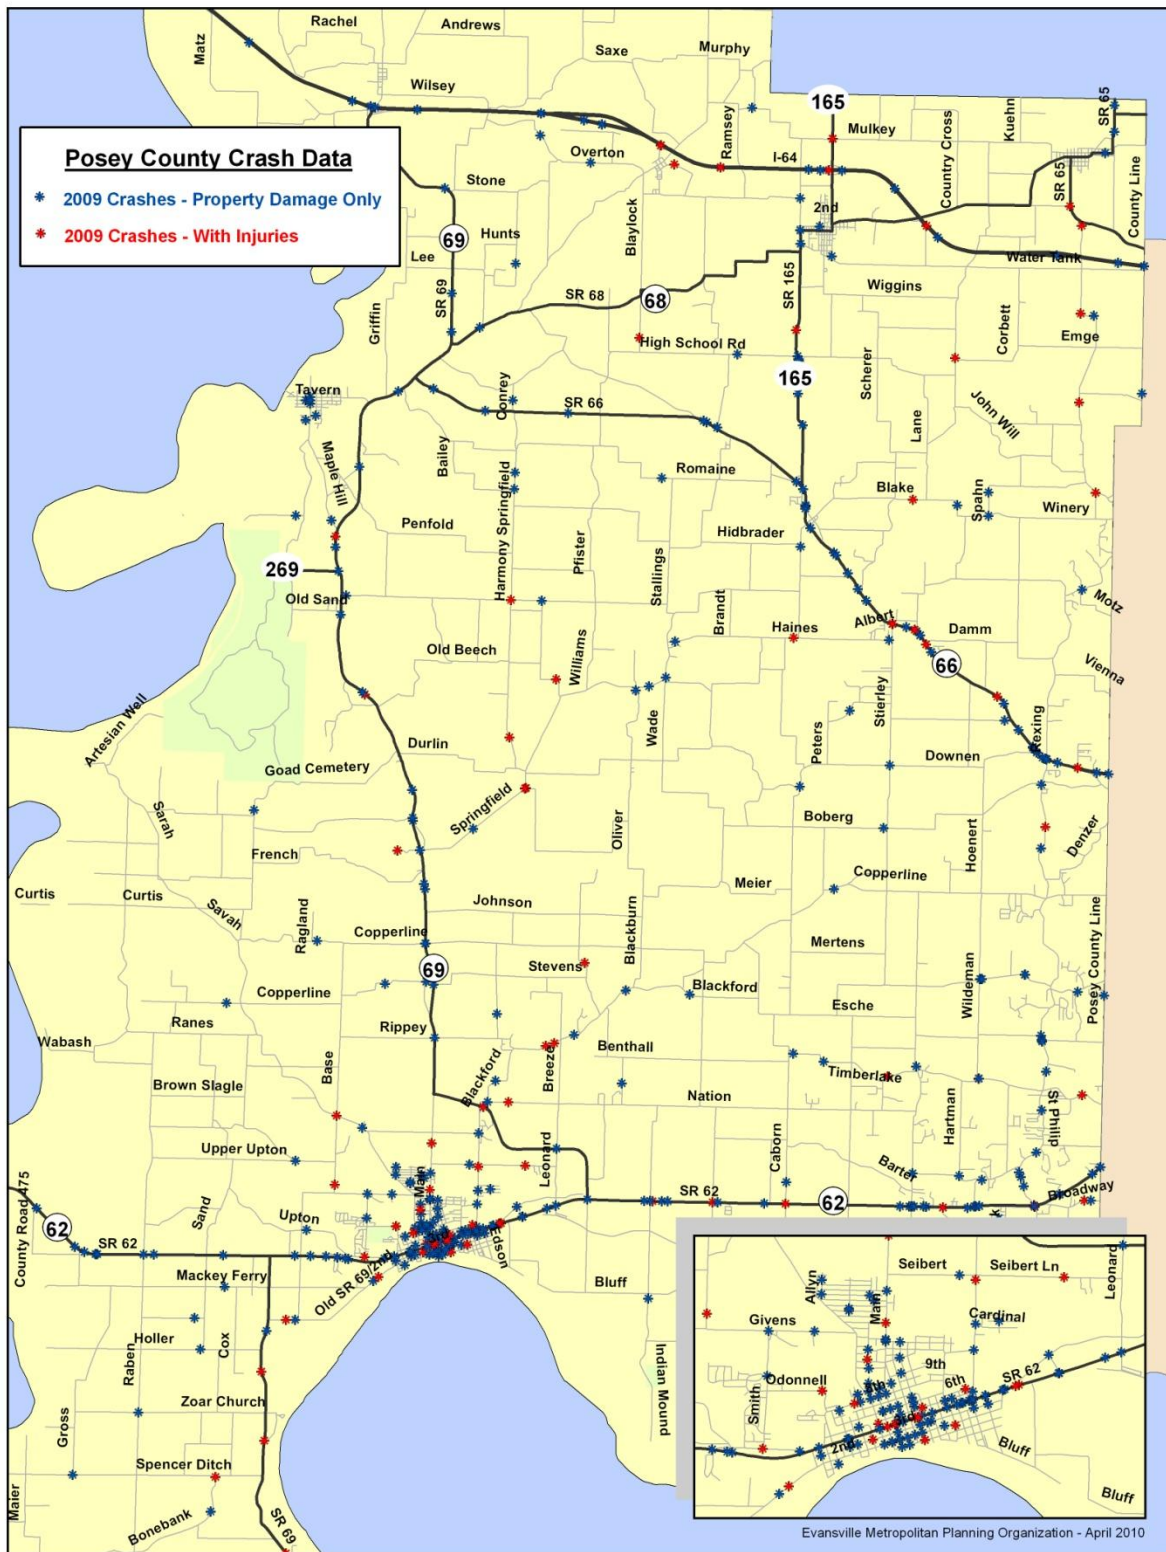 Rachel
Andrews
Matz
Saxe
Murphy
Wilsey
165
SR 65
Kuehn
Mulkey
Country Cross
Ramsey
Posey County Crash Data
2009 Crashes - Property Damage Only
2009 Crashes - With Injuries
Overton
I-64
Stone
SR 65
County Line
2nd
Blaylock
69
Hunts
Lee
Water Tank
SR 69
SR 68
68
SR 165
Wiggins
Griffin
High School Rd
Corbett
Emge
Scherer
165
Tavern
Conrey
SR 66
John Will
Lane
Bailey
Maple Hill
Romaine
Harmony Springfield
Blake
Spahn
Winery
Penfold
Hidbrader
Pfister
Stallings
269
Old Sand
Brandt
Motz
Albert
Haines
Damm
Old Beech
Williams
66
Vienna
Artesian Well
Stierley
Wade
Peters
Rexing
Durlin
Downen
Goad Cemetery
Springfield
Sarah
Oliver
Boberg
Hoenert
Denzer
French
Copperline
Meier
Curtis
Curtis
Savah
Johnson
Ragland
Copperline
Blackburn
Mertens
Posey County Line
69
Stevens
Wildeman
Blackford
Copperline
Esche
Ranes
Rippey
Wabash
Base
Breeze
Benthall
Blackford
Timberlake
Brown Slagle
Nation
Hartman
St Philip
Upper Upton
Leonard
Caborn
Barter
Main
County Road 475
Sand
SR 62
62
Broadway
k
62
Upton
3rd
Edson
SR 62
Mackey Ferry
Old SR 69/2nd
Bluff
Holler
Cox
Raben
Indian Mound
Zoar Church
Gross
Spencer Ditch
Maier
Bonebank
SR 69
Seibert
Seibert Ln
Leonard
Allyn
Main
Givens
Cardinal
9th
SR 62
Odonnell
8th
6th
Smith
3rd
2nd
Bluff
Bluff
Evansville Metropolitan Planning Organization - April 2010